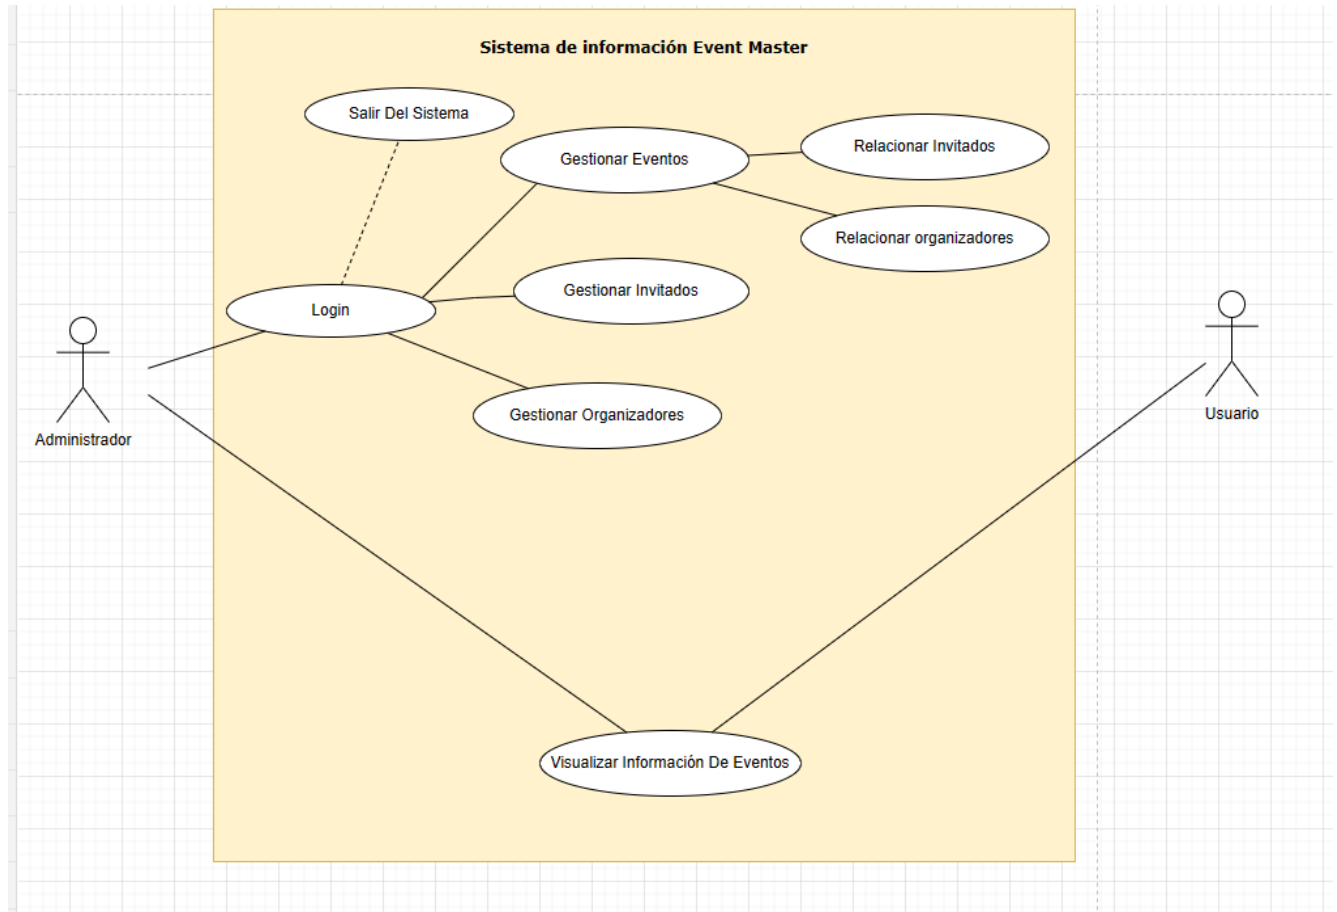 Sistema de información Event Master
Salir Del Sistema
Gestionar Eventos
Relacionar Invitados
Relacionar organizadores
Gestionar Invitados
Login
Gestionar Organizadores
Administrador
Usuario
Visualizar Información De Eventos